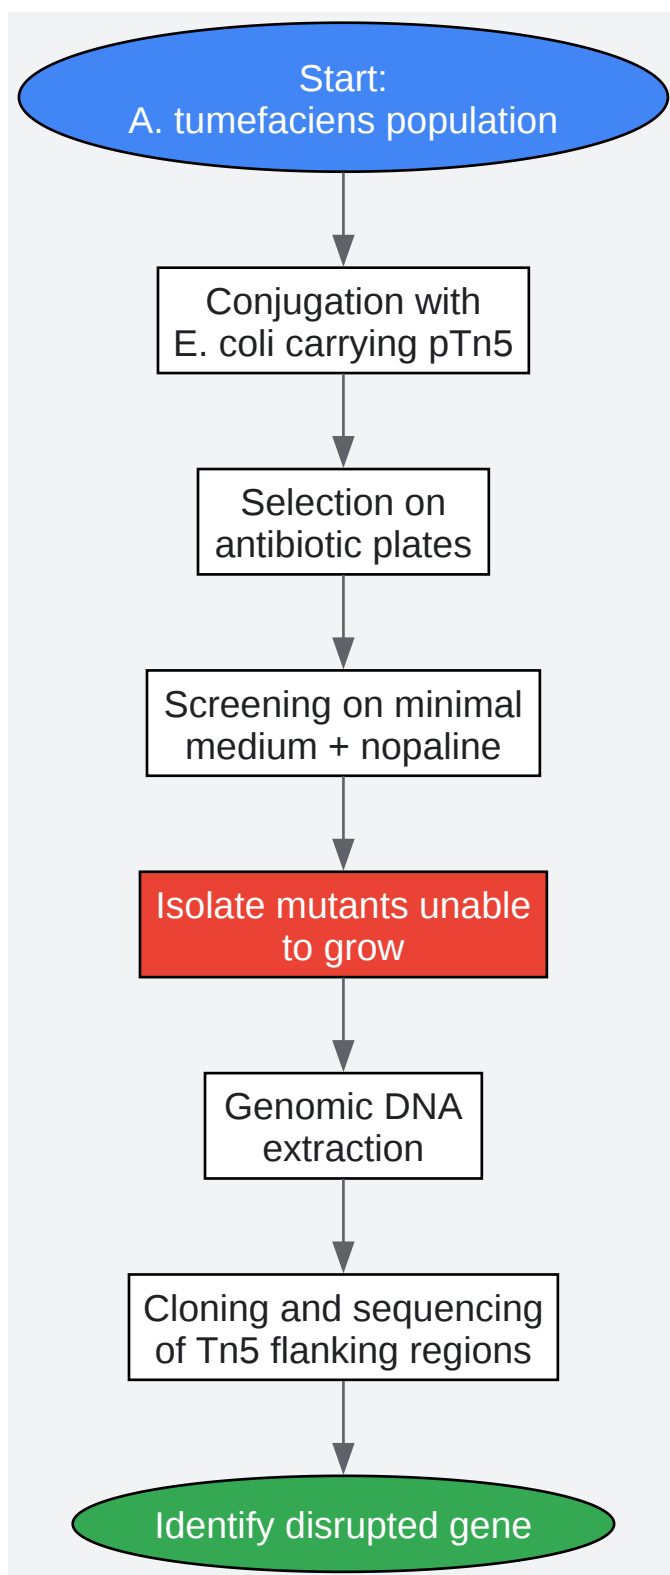 Start:
A. tumefaciens population
Conjugation with
E. coli carrying pTn5
Selection on
antibiotic plates
Screening on minimal
medium + nopaline
Isolate mutants unable
to grow
Genomic DNA
extraction
Cloning and sequencing
of Tn5 flanking regions
Identify disrupted gene